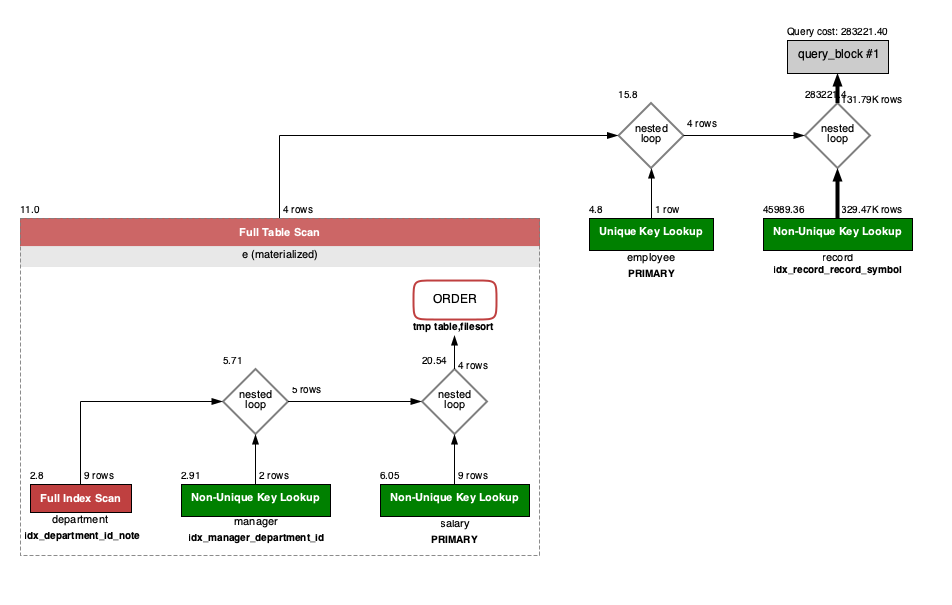 Query cost: 283221.40
query_block #1
283221.4
131.79K rows
15.8
nested
loop
4 rows
nested
loop
11.0
4 rows
4.8
1 row
45989.36
329.47K rows
Full Table Scan
Unique Key Lookup
Non-Unique Key Lookup
e (materialized)
employee
record
PRIMARY
idx_record_record_symbol
ORDER
tmp table,filesort
5.71
20.54
4 rows
nested
loop
5 rows
nested
loop
2.8
9 rows
2.91
2 rows
6.05
9 rows
Full Index Scan
Non-Unique Key Lookup
Non-Unique Key Lookup
department
manager
salary
idx_department_id_note
idx_manager_department_id
PRIMARY